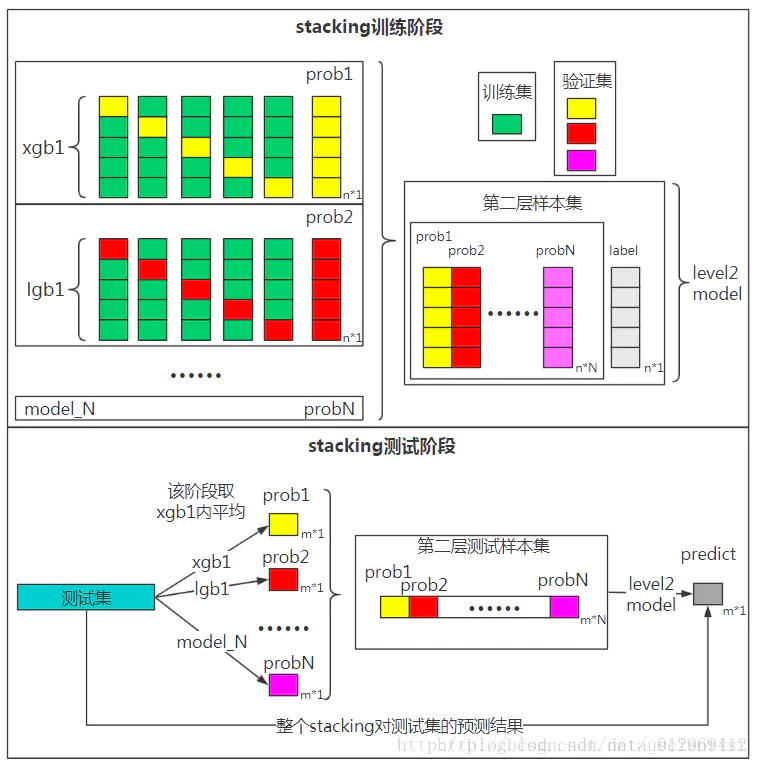 stacking训练阶段
prob1
xgb1
n*1
prob2
lgb1
n*1
......
model_N
probN
训练集
验证集
第二层样本集
prob1
prob2
probN
label
......
n*N
n*1
level2
model
stacking测试阶段
该阶段取
xgb1内平均
prob1
m*1
xgb1
prob2
m*1
lgb1
测试集
......
model_N
probN
m*1
第二层测试样本集
prob1
prob2
probN
......
m*N
level2
model
predict
m*1
整个stacking对测试集的预测结果